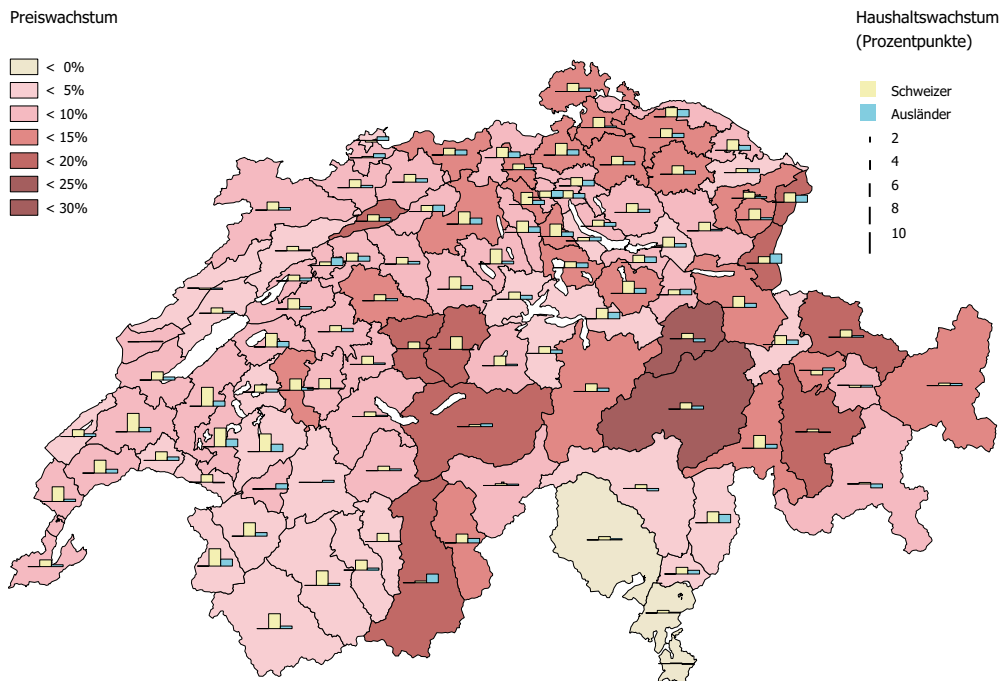 Preiswachstum
< 0%
< 5%
< 10%
< 15%
< 20%
< 25%
< 30%
Haushaltswachstum
(Prozentpunkte)
Schweizer
Ausländer
2
4
6
8
10